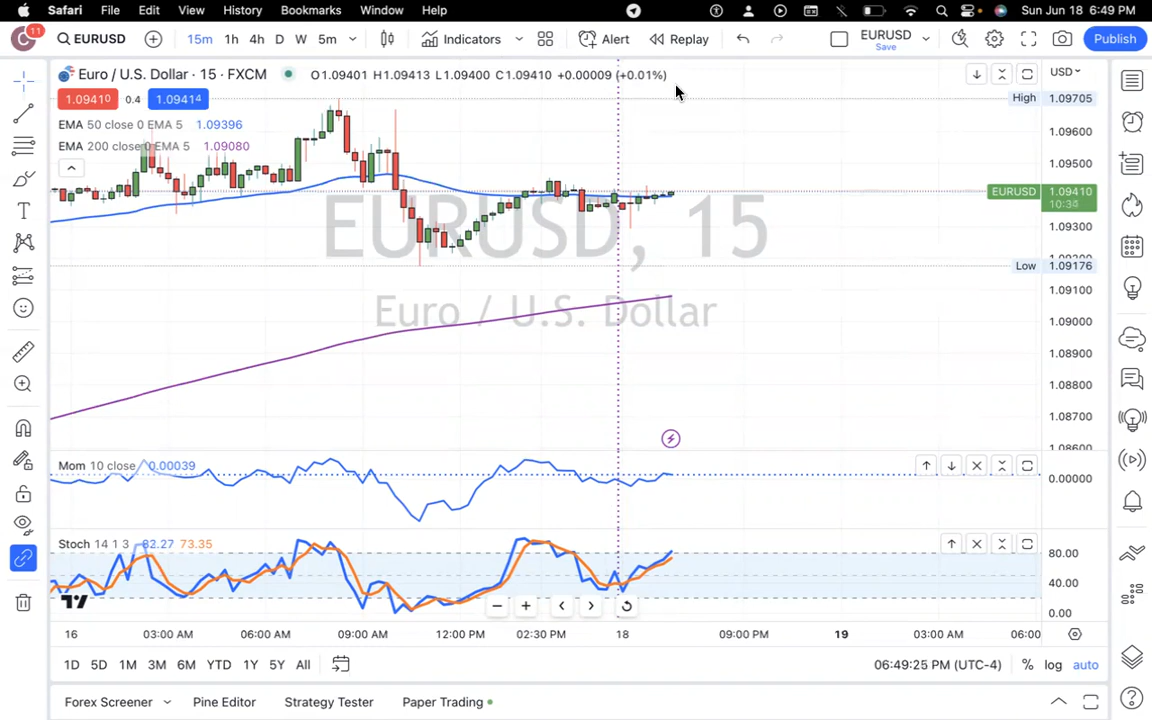 Safari File Edit View History Bookmarks Window Help Sun Jun 18 6:49 PM
11 EURUSD 15m 1h 4h D W 5m Indicators Alert Replay EURUSD Save Publish
Euro / U.S. Dollar · 15 · FXCM O1.09401 H1.09413 L1.09400 C1.09410 +0.00009 (+0.01%) USD
1.09410 0.4 1.09414 High 1.09705
EMA 50 close 0 EMA 5 1.09396 1.09600
EMA 200 close 0 EMA 5 1.09080 1.09500
EURUSD 1.09410
10:34
EURUSD, 15 1.09300
Low 1.09176
1.09100
Euro / U.S. Dollar 1.09000
1.08900
1.08800
1.08700
1.08600
Mom 10 close 0.00039 0.00000
Stoch 14 1 3 82.27 73.35 80.00
40.00
0.00
16 03:00 AM 06:00 AM 09:00 AM 12:00 PM 02:30 PM 18 09:00 PM 19 03:00 AM 06:00
1D 5D 1M 3M 6M YTD 1Y 5Y All 06:49:25 PM (UTC-4) % log auto
Forex Screener Pine Editor Strategy Tester Paper Trading